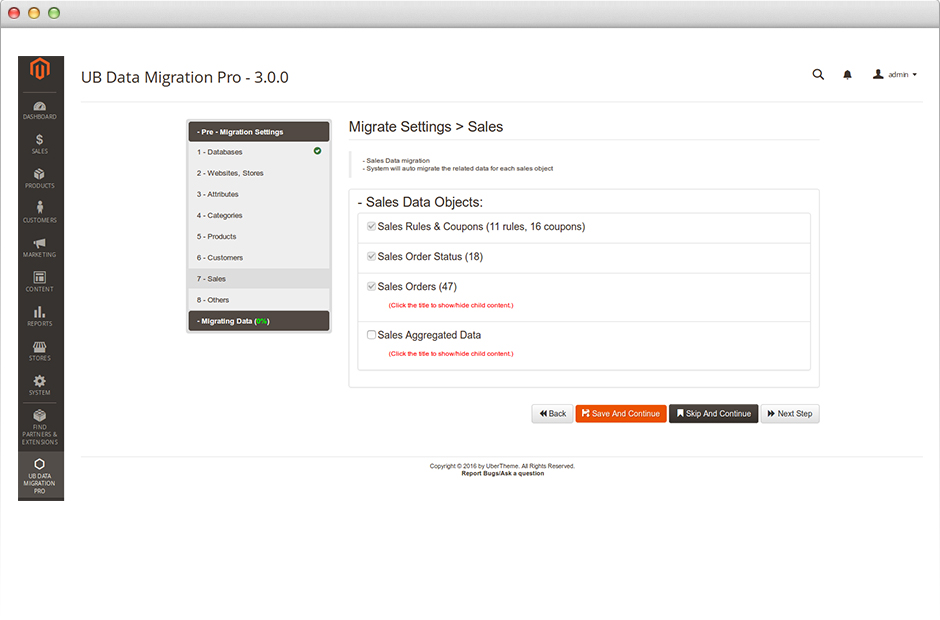 UB Data Migration Pro - 3.0.0
admin
DASHBOARD
SALES
PRODUCTS
CUSTOMERS
MARKETING
CONTENT
REPORTS
STORES
SYSTEM
FIND
PARTNERS &
EXTENSIONS
UB DATA
MIGRATION
PRO
- Pre - Migration Settings
1 - Databases
2 - Websites, Stores
3 - Attributes
4 - Categories
5 - Products
6 - Customers
7 - Sales
8 - Others
- Migrating Data (0%)
Migrate Settings > Sales
- Sales Data migration
- System will auto migrate the related data for each sales object
- Sales Data Objects:
Sales Rules & Coupons (11 rules, 16 coupons)
Sales Order Status (18)
Sales Orders (47)
(Click the title to show/hide child content.)
Sales Aggregated Data
(Click the title to show/hide child content.)
Back
Save And Continue
Skip And Continue
Next Step
Copyright © 2016 by UberTheme. All Rights Reserved.
Report Bugs/Ask a question